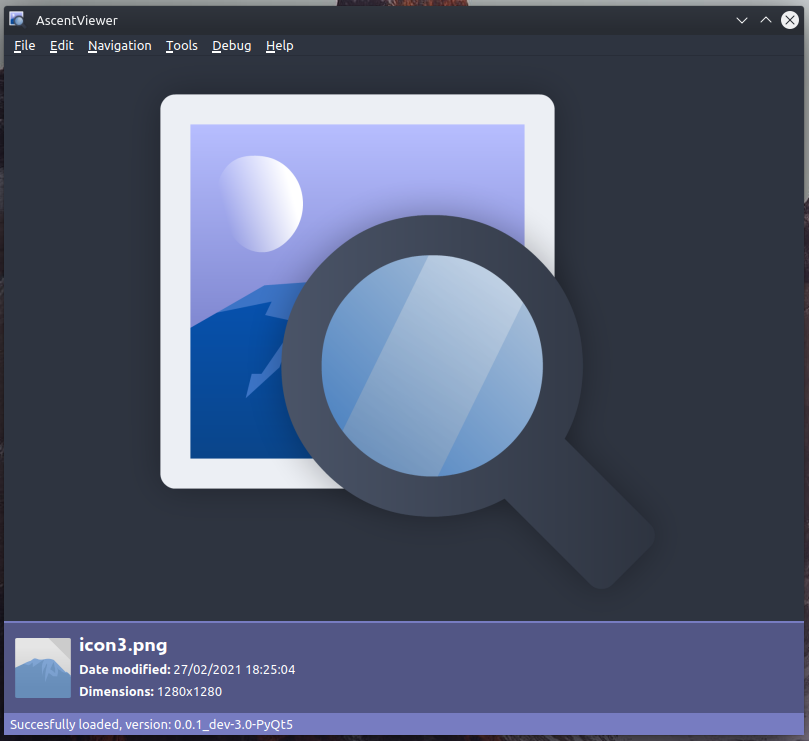 AscentViewer
File Edit Navigation Tools Debug Help
icon3.png
Date modified: 27/02/2021 18:25:04
Dimensions: 1280x1280
Succesfully loaded, version: 0.0.1_dev-3.0-PyQt5